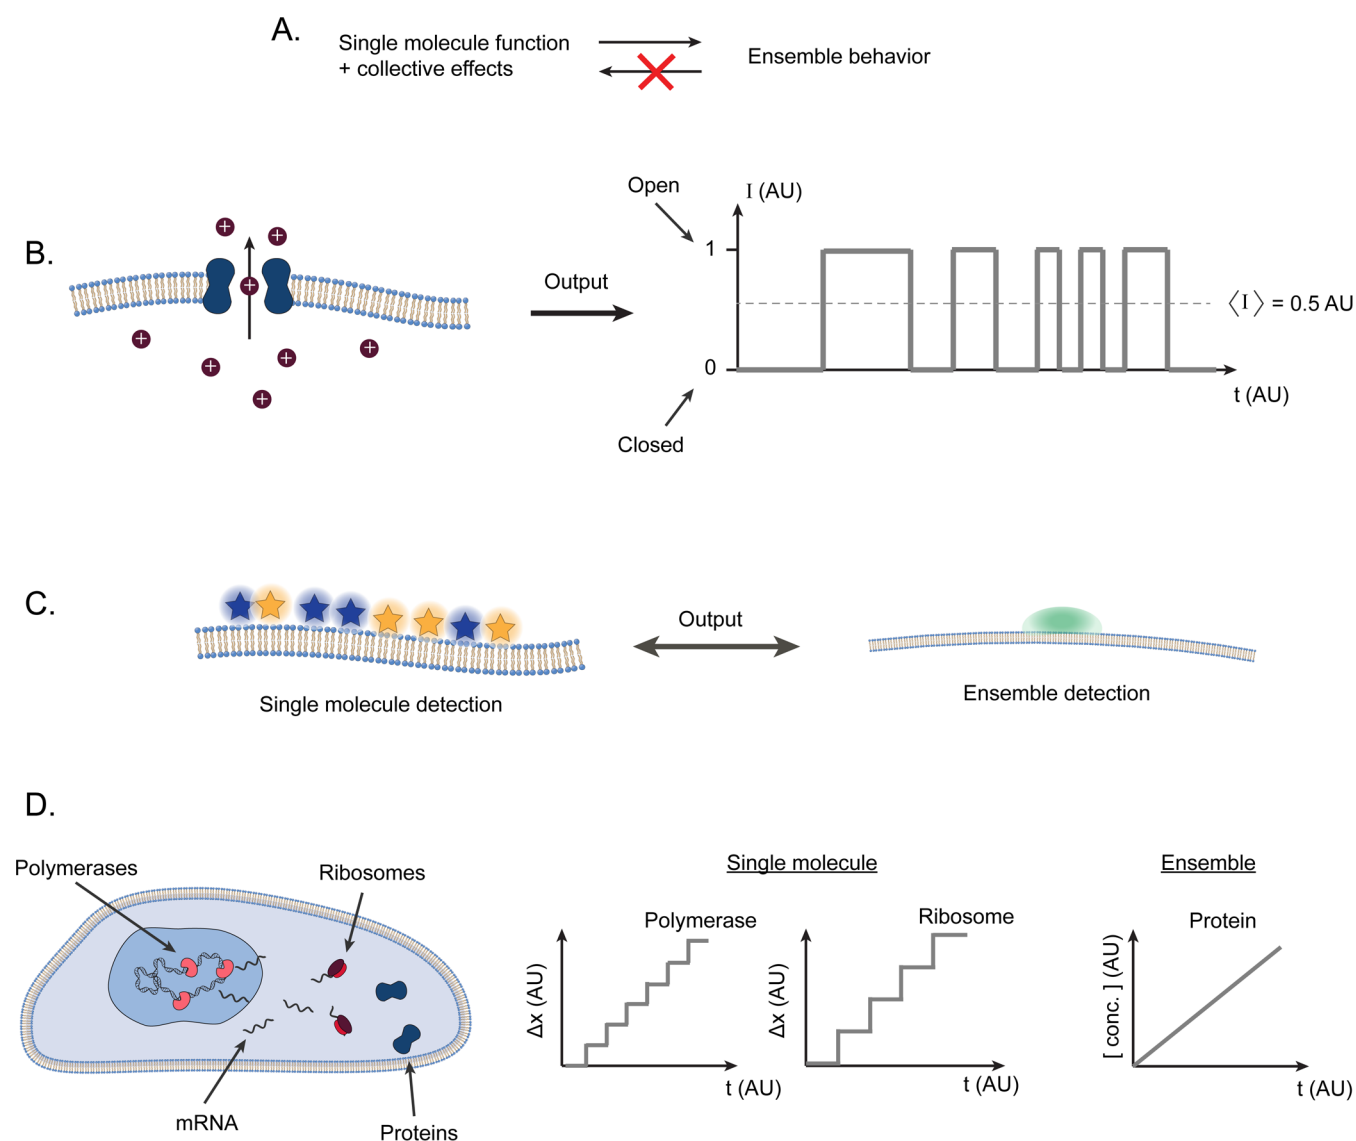 A.
Single molecule function
+ collective effects
Ensemble behavior
B.
+
+
+
+
+
+
+
+
Output
Open
I (AU)
1
⟨I⟩ = 0.5 AU
0
t (AU)
Closed
C.
Output
Single molecule detection
Ensemble detection
D.
Polymerases
Ribosomes
mRNA
Proteins
Single molecule
Ensemble
Polymerase
Δx (AU)
t (AU)
Ribosome
Δx (AU)
t (AU)
Protein
[ conc. ] (AU)
t (AU)